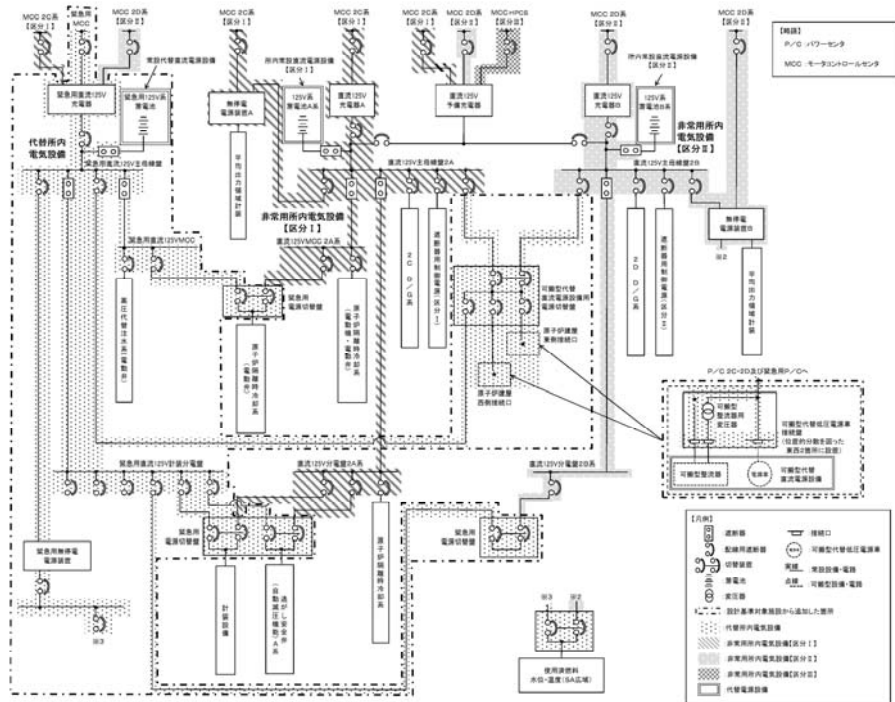 MCC 2C系
【区分Ⅰ】
緊急用
MCC
MCC 2D系
【区分Ⅱ】
MCC 2C系
【区分Ⅰ】
MCC 2C系
【区分Ⅰ】
MCC 2C系
【区分Ⅰ】
MCC 2D系
【区分Ⅱ】
MCC HPCS
【区分Ⅲ】
MCC 2D系
【区分Ⅱ】
MCC 2D系
【区分Ⅱ】
【略語】
P/C :パワーセンタ
MCC :モータコントロールセンタ
常設代替直流電源設備
所内常設直流電源設備
【区分Ⅰ】
所内常設直流電源設備
【区分Ⅱ】
緊急用直流125V
充電器
緊急用125V系
蓄電池
無停電
電源装置A
125V系
蓄電池A系
直流125V
充電器A
直流125V
予備充電器
直流125V
充電器B
125V系
蓄電池B系
代替所内
電気設備
緊急用直流125V主母線盤
平均出力領域計装
直流125V主母線盤2A
直流125V主母線盤2B
非常用所内
電気設備
【区分Ⅱ】
非常用所内電気設備
【区分Ⅰ】
無停電
電源装置B
※2
平均出力領域計装
緊急用直流125VMCC
直流125VMCC 2A系
高圧代替注水系(電動弁)
緊急用
電源切替盤
原子炉隔離時冷却系
(電動弁)
原子炉隔離時冷却系
(電動機・電動弁)
2C D/G系
遮断器用制御電源(区分Ⅰ)
可搬型代替
直流電源設備用
電源切替盤
原子炉建屋
東側接続口
原子炉建屋
西側接続口
2D D/G系
遮断器用制御電源(区分Ⅱ)
P/C 2C・2D及び緊急用P/Cへ
可搬型
整流器用
変圧器
可搬型代替低圧電源車
接続盤
(位置的分散を図った
東西2箇所に設置)
可搬型整流器
電源車
可搬型代替
直流電源設備
緊急用直流125V計装分電盤
直流125V分電盤2A系
直流125V分電盤2B系
緊急用
電源切替盤
緊急用
電源切替盤
緊急用無停電
電源装置
※3
計装設備
逃がし安全弁
(自動減圧機能)A系
原子炉隔離時冷却系
※3
※2
使用済燃料
水位・温度(SA広域)
【凡例】
:遮断器
:配線用遮断器
:切替装置
:蓄電池
:変圧器
:接続口
:可搬型代替低圧電源車
実線 :常設設備・電路
点線 :可搬型設備・電路
:設計基準対象施設から追加した箇所
:代替所内電気設備
:非常用所内電気設備【区分Ⅰ】
:非常用所内電気設備【区分Ⅱ】
:非常用所内電気設備【区分Ⅲ】
:代替電源設備